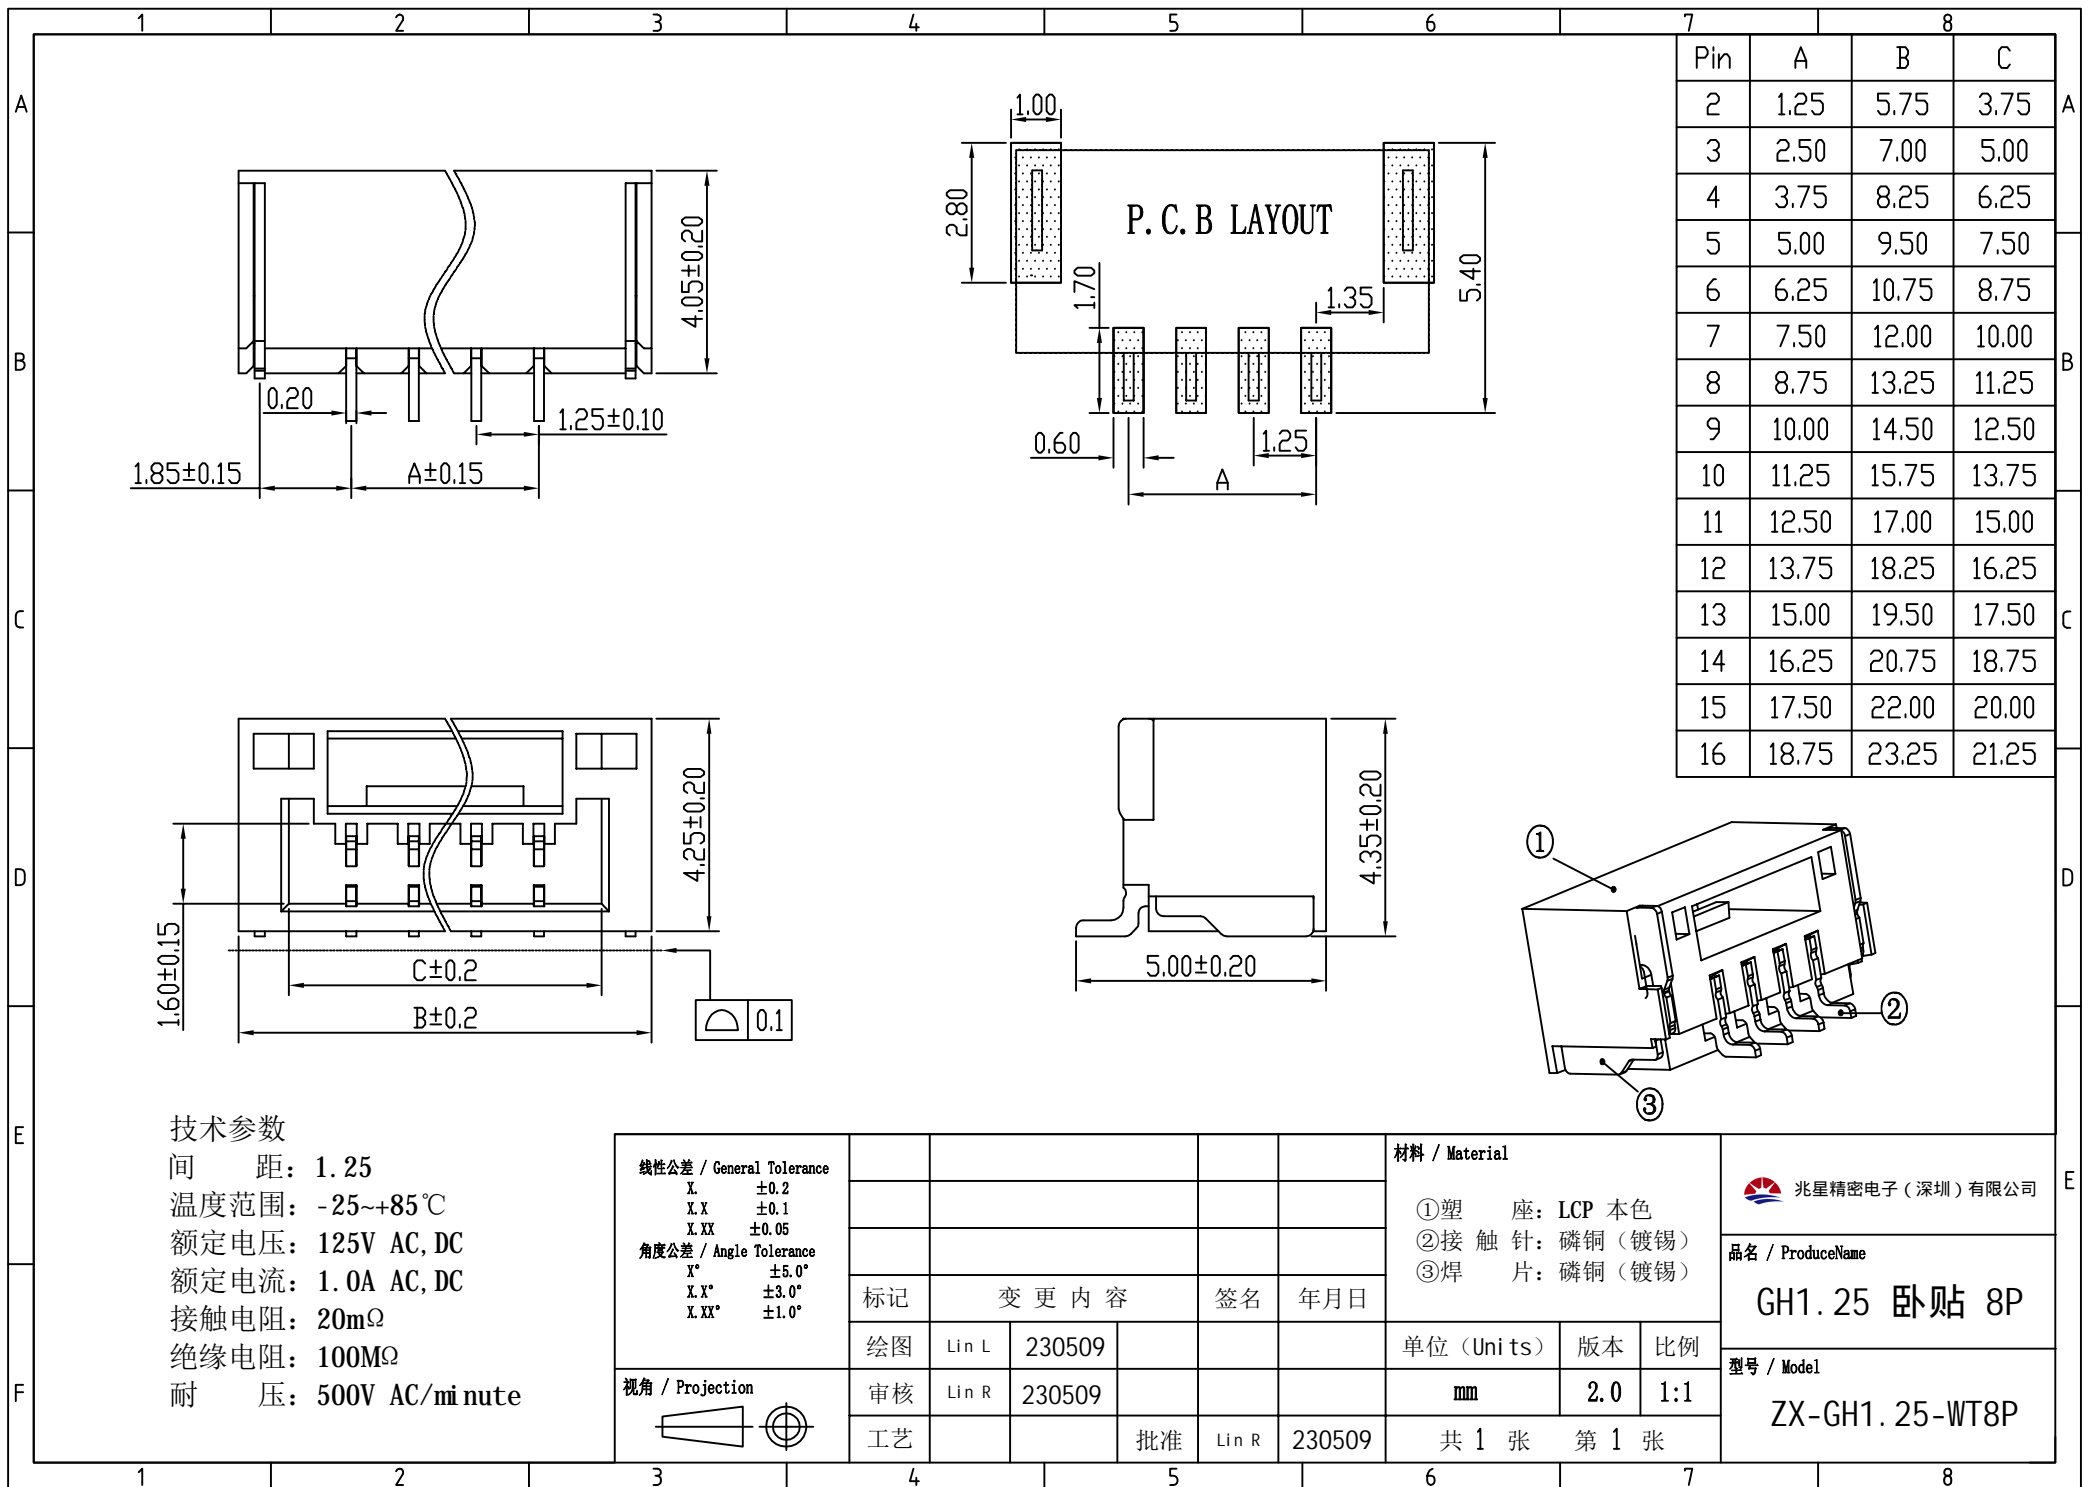 1 2 3 4 5 6 7 8
A
B
C
D
E
F
A
B
C
D
E
Pin A B C
2 1.25 5.75 3.75
3 2.50 7.00 5.00
4 3.75 8.25 6.25
5 5.00 9.50 7.50
6 6.25 10.75 8.75
7 7.50 12.00 10.00
8 8.75 13.25 11.25
9 10.00 14.50 12.50
10 11.25 15.75 13.75
11 12.50 17.00 15.00
12 13.75 18.25 16.25
13 15.00 19.50 17.50
14 16.25 20.75 18.75
15 17.50 22.00 20.00
16 18.75 23.25 21.25
4.05±0.20
0.20
1.25±0.10
1.85±0.15
A±0.15
1.00
2.80
P.C.B LAYOUT
1.70
1.35
5.40
0.60
1.25
A
4.25±0.20
1.60±0.15
C±0.2
B±0.2
0.1
4.35±0.20
5.00±0.20
①
②
③
技术参数
间 距：1.25
温度范围：-25~+85℃
额定电压：125V AC,DC
额定电流：1.0A AC,DC
接触电阻：20mΩ
绝缘电阻：100MΩ
耐 压：500V AC/minute
线性公差 / General Tolerance
X. ±0.2
X.X ±0.1
X.XX ±0.05
角度公差 / Angle Tolerance
X° ±5.0°
X.X° ±3.0°
X.XX° ±1.0°
视角 / Projection
标记 变更内容 签名 年月日
绘图 Lin L 230509
审核 Lin R 230509
工艺 批准 Lin R 230509
材料 / Material
①塑 座：LCP 本色
②接 触 针：磷铜（镀锡）
③焊 片：磷铜（镀锡）
单位（Units） 版本 比例
mm 2.0 1:1
共 1 张 第 1 张
兆星精密电子（深圳）有限公司
品名 / ProduceName
GH1.25 卧贴 8P
型号 / Model
ZX-GH1.25-WT8P
1 2 3 4 5 6 7 8